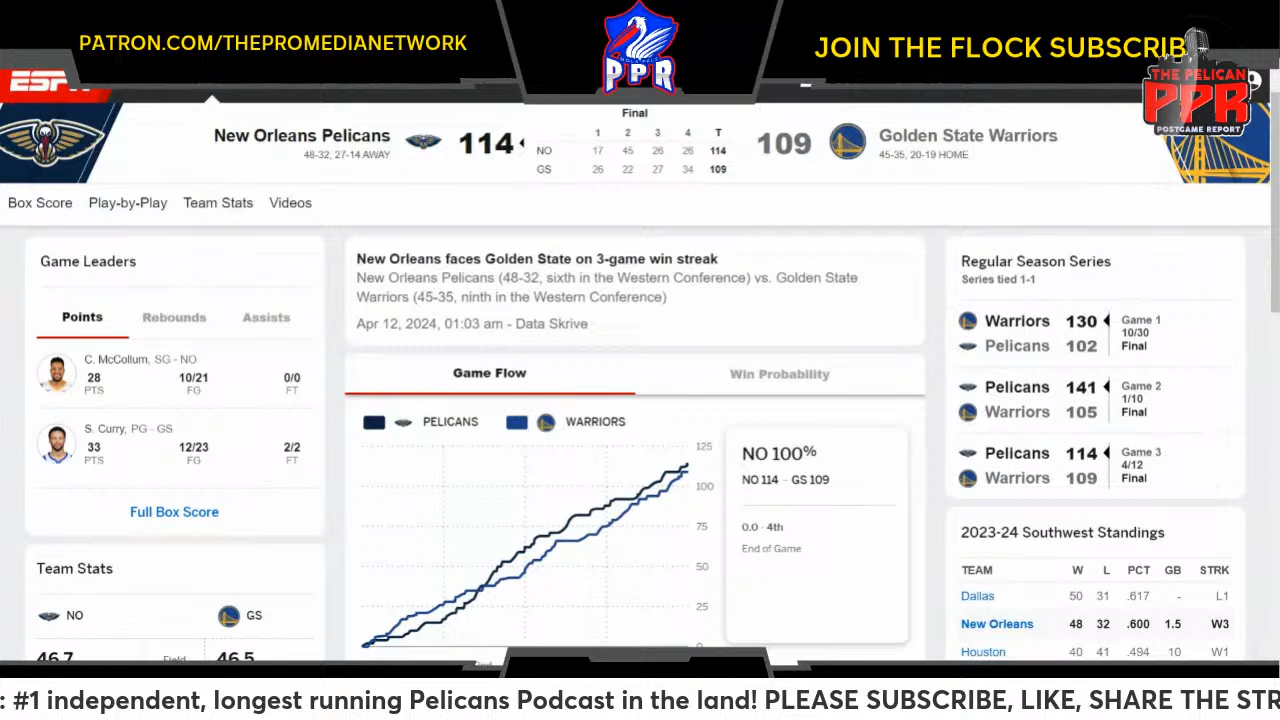 PATRON.COM/THEPROMEDIANETWORK
PPR
JOIN THE FLOCK SUBSCRIB
THE PELICAN
PPR
POSTGAME REPORT
Final
New Orleans Pelicans
48-32, 27-14 AWAY
114
1 2 3 4 T
NO 17 45 26 26 114
GS 26 22 27 34 109
109
Golden State Warriors
45-35, 20-19 HOME
Box Score Play-by-Play Team Stats Videos
Game Leaders
Points Rebounds Assists
C. McCollum, SG - NO
28 10/21 0/0
PTS FG FT
S. Curry, PG - GS
33 12/23 2/2
PTS FG FT
Full Box Score
Team Stats
NO GS
46.7 Field 46.5
New Orleans faces Golden State on 3-game win streak
New Orleans Pelicans (48-32, sixth in the Western Conference) vs. Golden State
Warriors (45-35, ninth in the Western Conference)
Apr 12, 2024, 01:03 am - Data Skrive
Game Flow Win Probability
PELICANS WARRIORS
125
100
75
50
25
NO 100%
NO 114 - GS 109
0.0 - 4th
End of Game
Regular Season Series
Series tied 1-1
Warriors 130 Game 1
10/30
Pelicans 102 Final
Pelicans 141 Game 2
1/10
Warriors 105 Final
Pelicans 114 Game 3
4/12
Warriors 109 Final
2023-24 Southwest Standings
TEAM W L PCT GB STRK
Dallas 50 31 .617 - L1
New Orleans 48 32 .600 1.5 W3
Houston 40 41 .494 10 W1
: #1 independent, longest running Pelicans Podcast in the land! PLEASE SUBSCRIBE, LIKE, SHARE THE STR